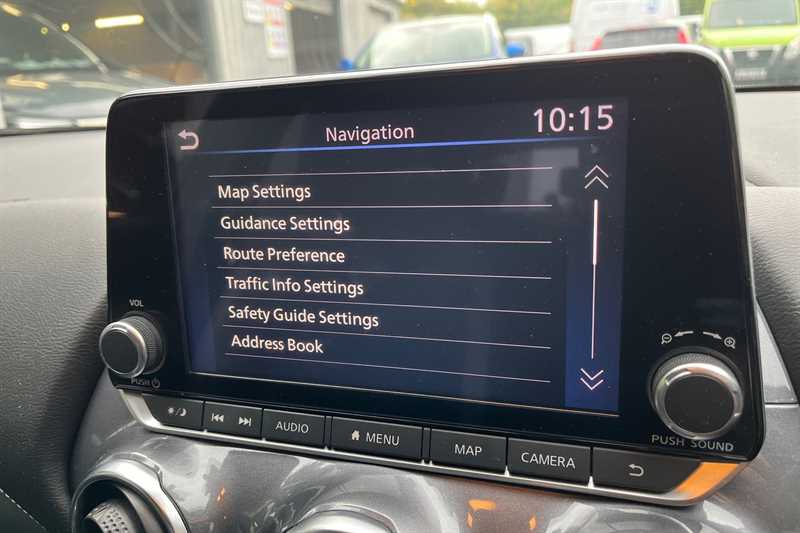 Navigation
10:15
Map Settings
Guidance Settings
Route Preference
Traffic Info Settings
Safety Guide Settings
Address Book
VOL
PUSH
AUDIO
MENU
MAP
CAMERA
PUSH SOUND